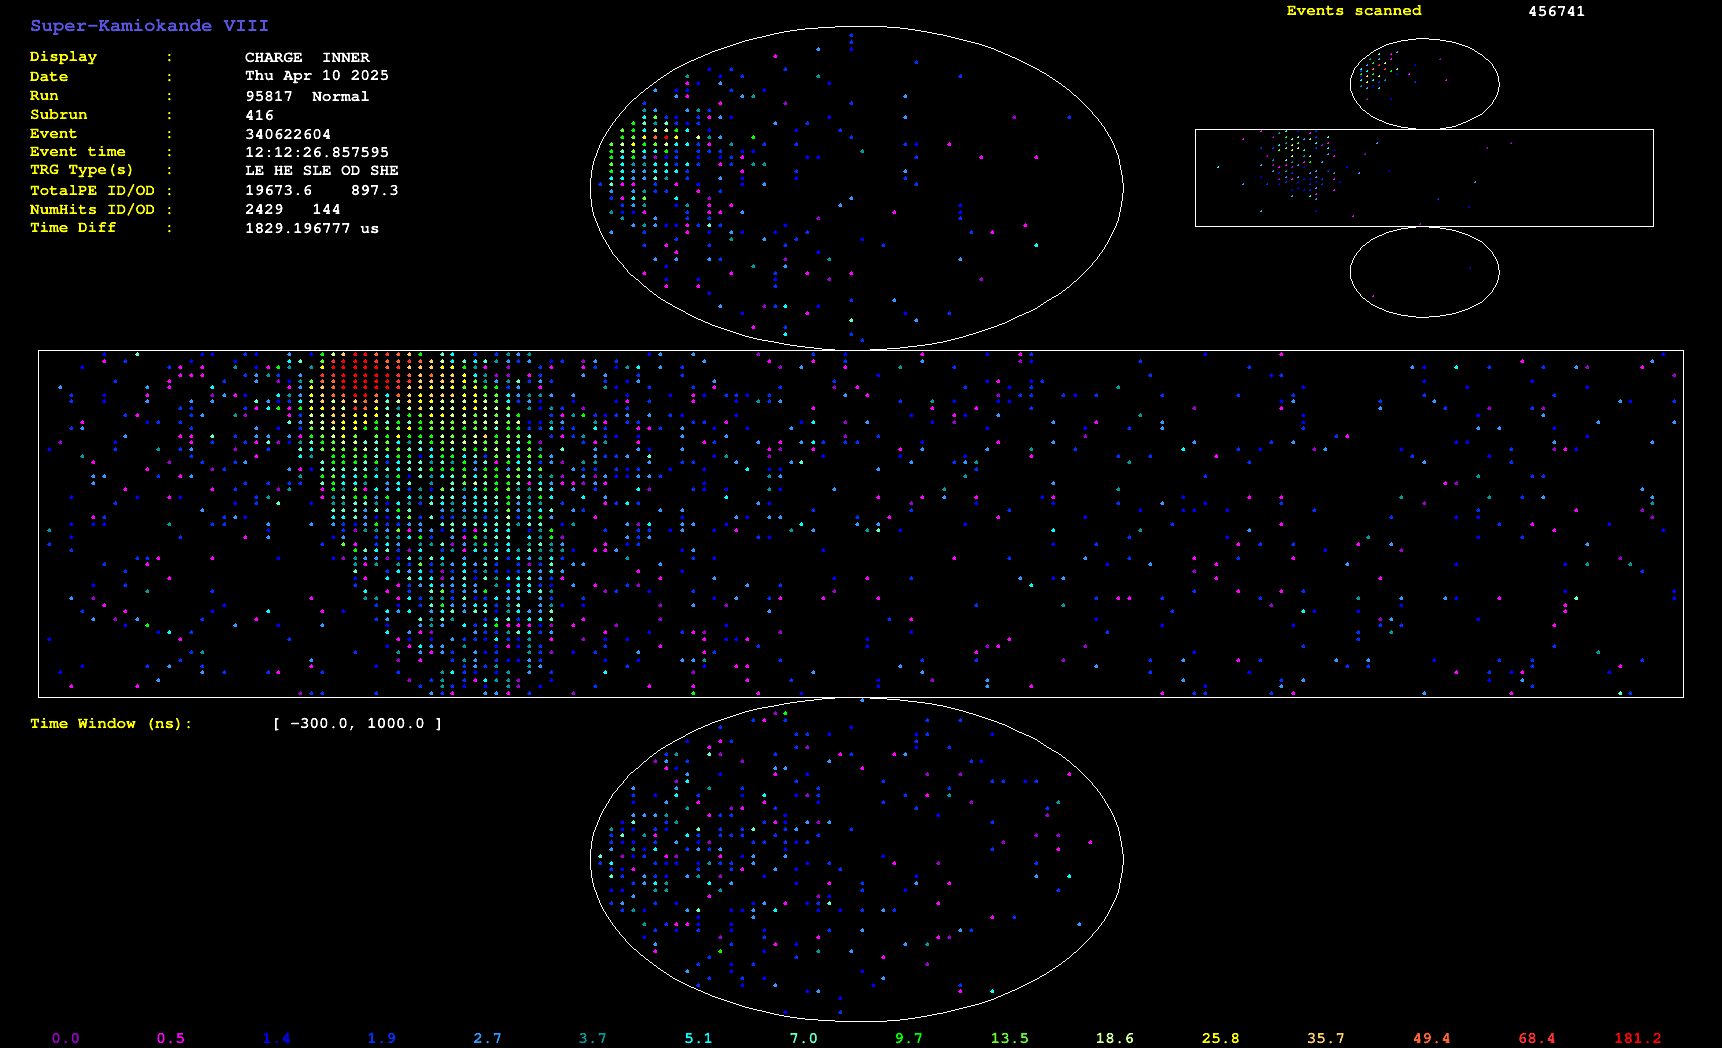 Super-Kamiokande VIII
Events scanned 456741
Display : CHARGE INNER
Date : Thu Apr 10 2025
Run : 95817 Normal
Subrun : 416
Event : 340622604
Event time : 12:12:26.857595
TRG Type(s) : LE HE SLE OD SHE
TotalPE ID/OD : 19673.6 897.3
NumHits ID/OD : 2429 144
Time Diff : 1829.196777 us
Time Window (ns): [ -300.0, 1000.0 ]
0.0 0.5 1.4 1.9 2.7 3.7 5.1 7.0 9.7 13.5 18.6 25.8 35.7 49.4 68.4 181.2